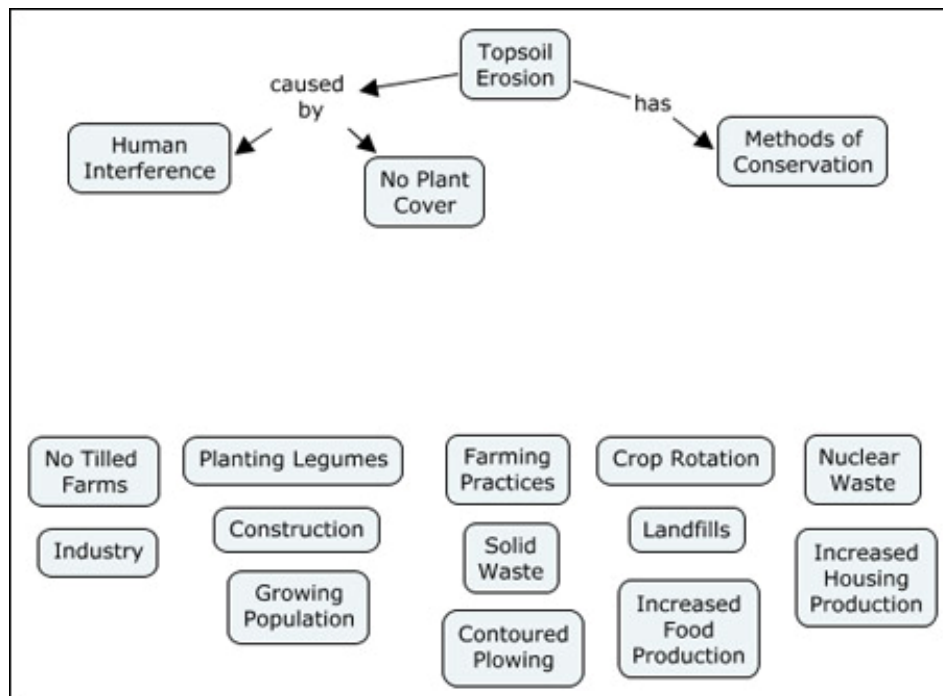 Topsoil
Erosion
caused
by
has
Human
Interference
No Plant
Cover
Methods of
Conservation
No Tilled
Farms
Planting Legumes
Farming
Practices
Crop Rotation
Nuclear
Waste
Industry
Construction
Solid
Waste
Landfills
Increased
Housing
Production
Growing
Population
Contoured
Plowing
Increased
Food
Production